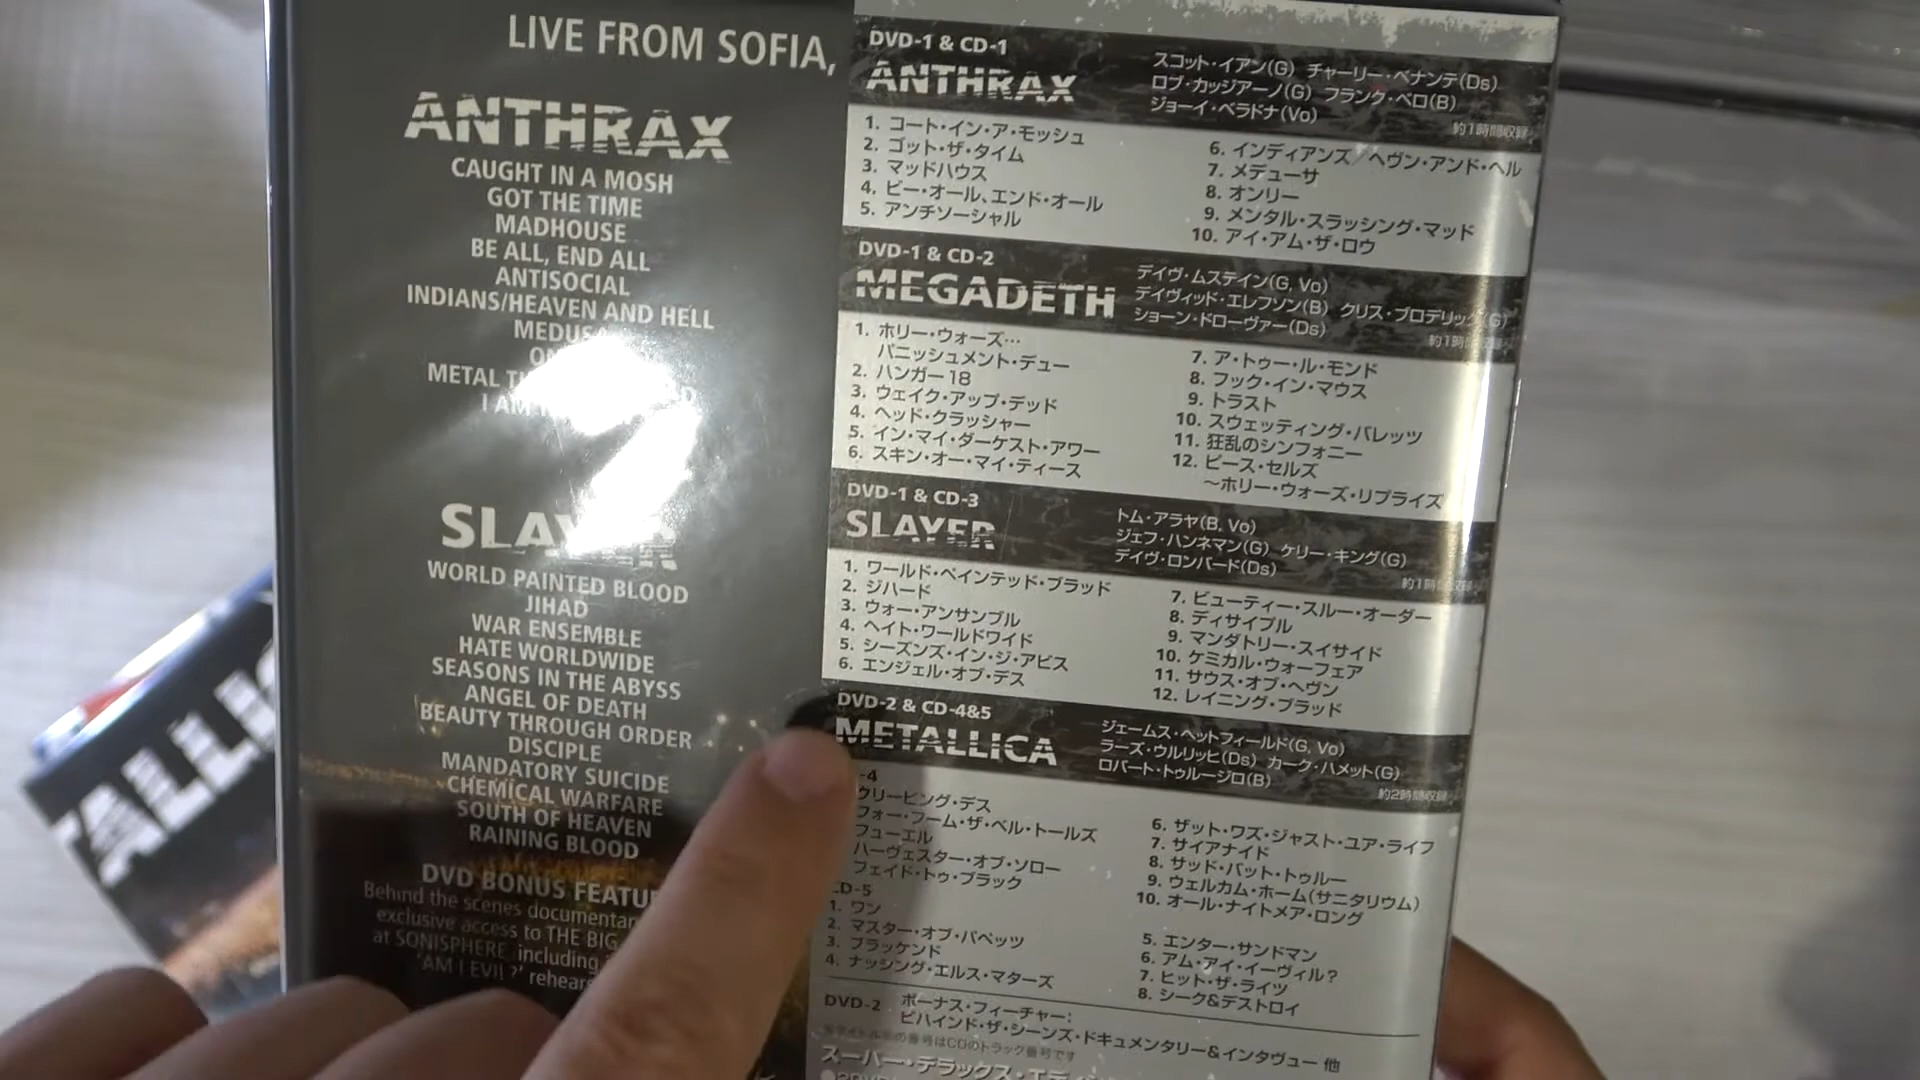 LIVE FROM SOFIA,
ANTHRAX
CAUGHT IN A MOSH
GOT THE TIME
MADHOUSE
BE ALL, END ALL
ANTISOCIAL
INDIANS/HEAVEN AND HELL
METAL
I AM
SLAYER
WORLD PAINTED BLOOD
JIHAD
WAR ENSEMBLE
HATE WORLDWIDE
SEASONS IN THE ABYSS
ANGEL OF DEATH
BEAUTY THROUGH ORDER
DISCIPLE
MANDATORY SUICIDE
CHEMICAL WARFARE
SOUTH OF HEAVEN
RAINING BLOOD
DVD BONUS
Behind the scenes
exclusive access to THE BIG
at SONISPHERE including
'AM I EVIL?'
DVD-1 & CD-1
ANTHRAX
スコット・イアン(G) チャーリー・ベナンテ(Ds)
ロブ・カッジアーノ(G) フランク・ベロ(B)
ジョーイ・ベラドナ(Vo)
約1時間収録
1. コート・イン・ア・モッシュ
2. ゴット・ザ・タイム
3. マッドハウス
4. ビー・オール、エンド・オール
5. アンチソーシャル
6. インディアンズ/ヘヴン・アンド・ヘル
7. メデューサ
8. オンリー
9. メンタル・スラッシング・マッド
10. アイ・アム・ザ・ロウ
DVD-1 & CD-2
MEGADETH
デイヴ・ムステイン(G, Vo)
デイヴィッド・エレフソン(B) クリス・ブロデリック(G)
ショーン・ドローヴァー(Ds)
1. ホリー・ウォーズ…
パニッシュメント・デュー
2. ハンガー18
3. ウェイク・アップ・デッド
4. ヘッド・クラッシャー
5. イン・マイ・ダーケスト・アワー
6. スキン・オー・マイ・ティース
7. ア・トゥー・ル・モンド
8. フック・イン・マウス
9. トラスト
10. スウェッティング・バレッツ
11. 狂乱のシンフォニー
12. ピース・セルズ
～ホリー・ウォーズ・リプライズ
DVD-1 & CD-3
SLAYER
トム・アラヤ(B, Vo)
ジェフ・ハンネマン(G) ケリー・キング(G)
デイヴ・ロンバード(Ds)
1. ワールド・ペインテッド・ブラッド
2. ジハード
3. ウォー・アンサンブル
4. ヘイト・ワールドワイド
5. シーズンズ・イン・ジ・アビス
6. エンジェル・オブ・デス
7. ビューティー・スルー・オーダー
8. ディサイプル
9. マンダトリー・スイサイド
10. ケミカル・ウォーフェア
11. サウス・オブ・ヘヴン
12. レイニング・ブラッド
DVD-2 & CD-4&5
METALLICA
ジェームス・ヘットフィールド(G, Vo)
ラーズ・ウルリッヒ(Ds) カーク・ハメット(G)
ロバート・トゥルージロ(B)
約2時間収録
-4
クリーピング・デス
フォー・フーム・ザ・ベル・トールズ
フューエル
ハーヴェスター・オブ・ソロー
フェイド・トゥ・ブラック
6. ザット・ワズ・ジャスト・ユア・ライフ
7. サイアナイド
8. サッド・バット・トゥルー
9. ウェルカム・ホーム(サニタリウム)
10. オール・ナイトメア・ロング
CD-5
1. ワン
2. マスター・オブ・パペッツ
3. ブラッケンド
4. ナッシング・エルス・マターズ
5. エンター・サンドマン
6. アム・アイ・イーヴィル?
7. ヒット・ザ・ライツ
8. シーク&デストロイ
DVD-2 ボーナス・フィーチャー:
ビハインド・ザ・シーンズ・ドキュメンタリー&インタヴュー 他
の番号はCDのトラック番号です
スーパー・デラックス・